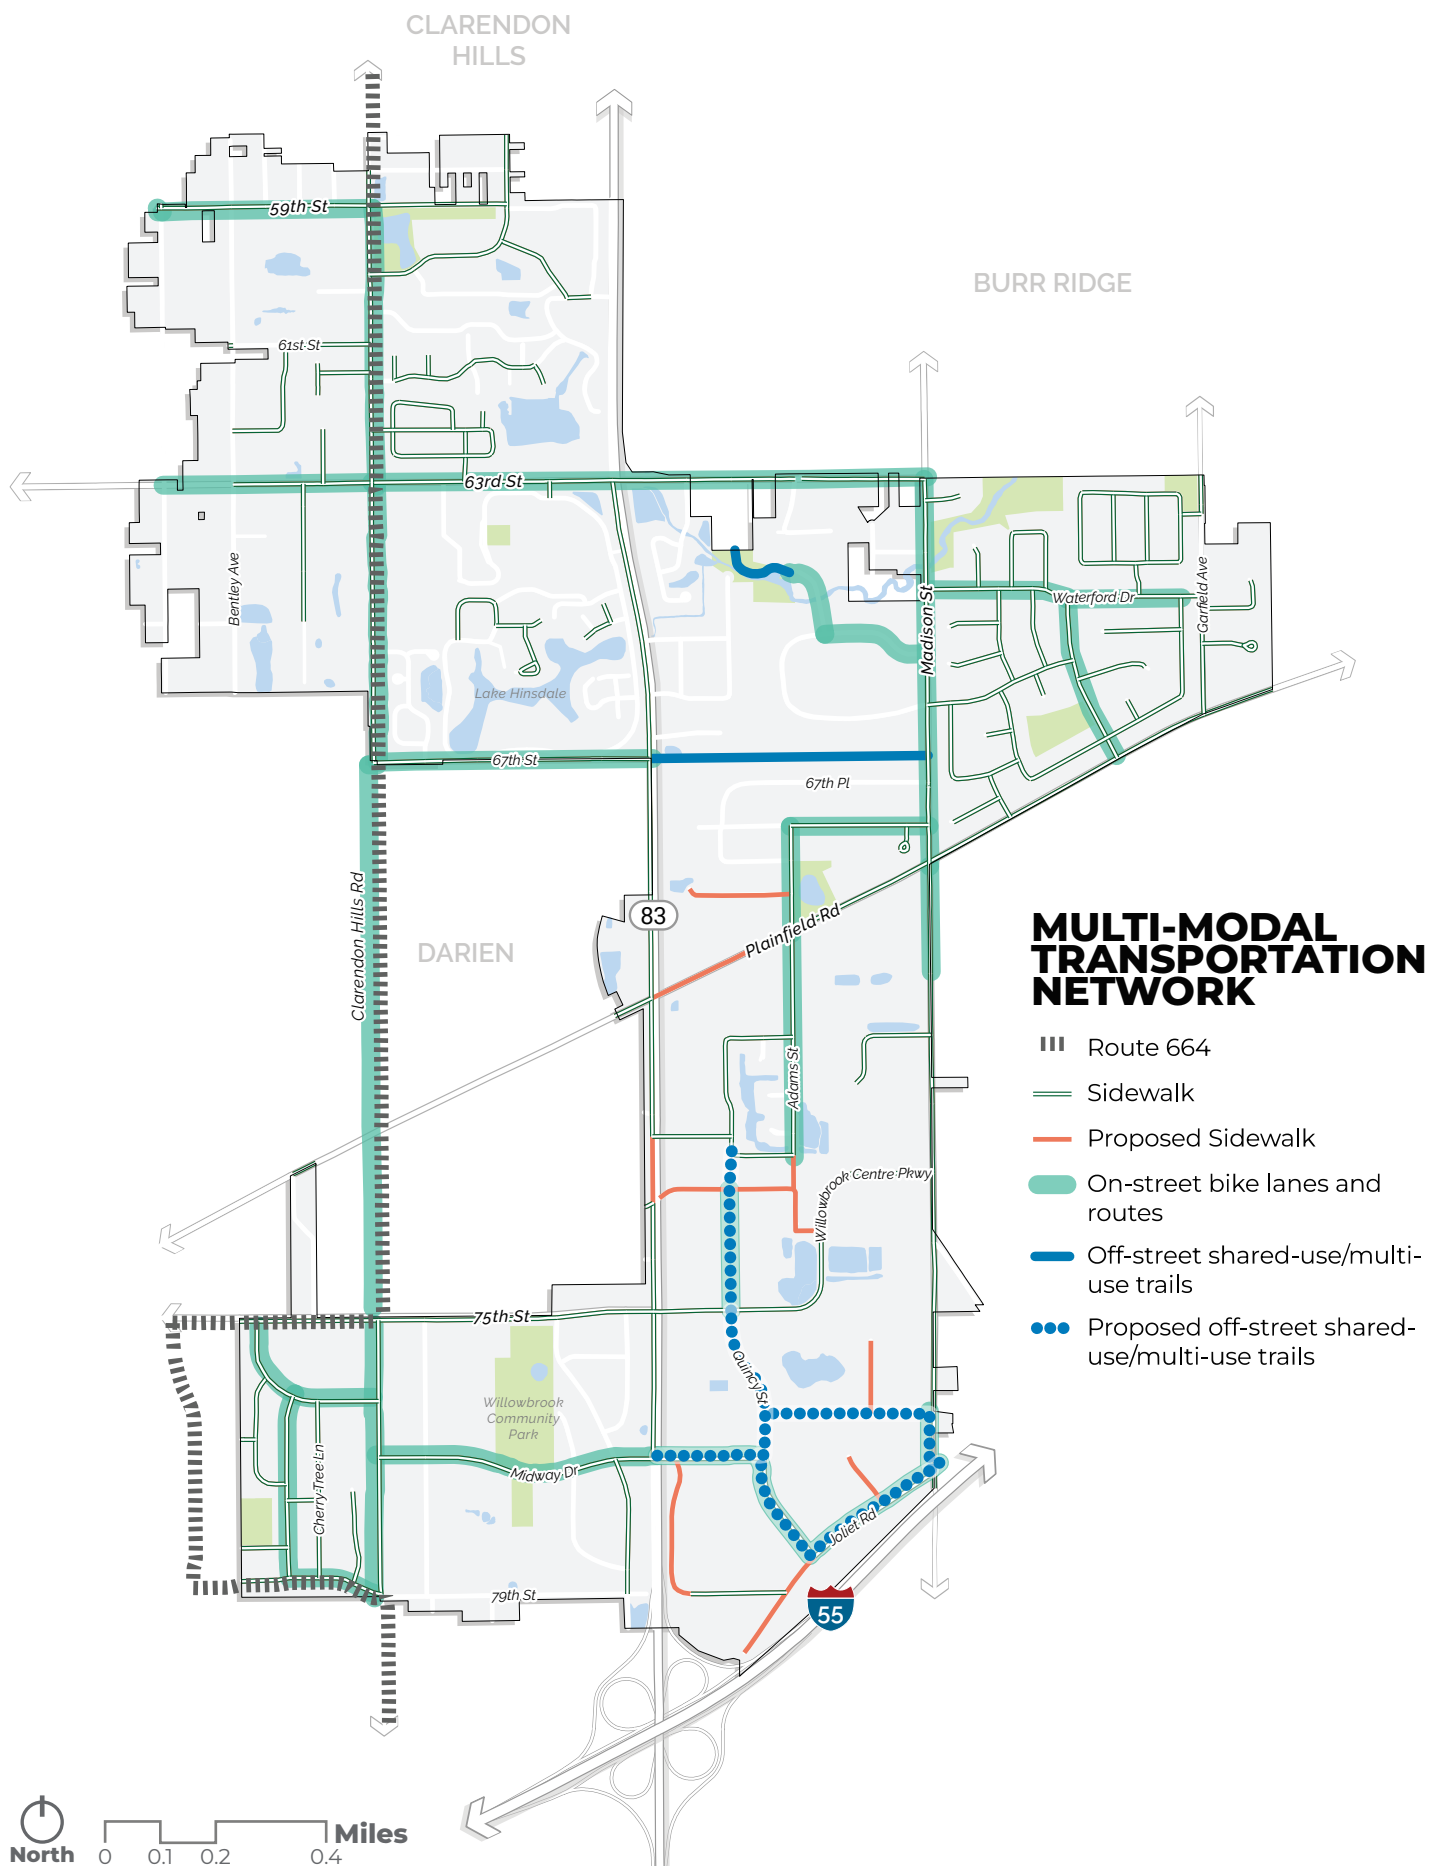 CLARENDON
HILLS
59th St
BURR RIDGE
61st St
63rd St
Bentley Ave
Madison St
Waterford Dr
Garfield Ave
Lake Hinsdale
67th St
67th Pl
Clarendon Hills Rd
83
Plainfield Rd
DARIEN
MULTI-MODAL
TRANSPORTATION
NETWORK
Route 664
Sidewalk
Proposed Sidewalk
On-street bike lanes and
routes
Off-street shared-use/multi-
use trails
Proposed off-street shared-
use/multi-use trails
Adams St
Willowbrook Centre Pkwy
75th St
Quincy St
Willowbrook
Community
Park
Midway Dr
Cherry Tree Ln
Joliet Rd
79th St
55
North
0 0.1 0.2 0.4
Miles